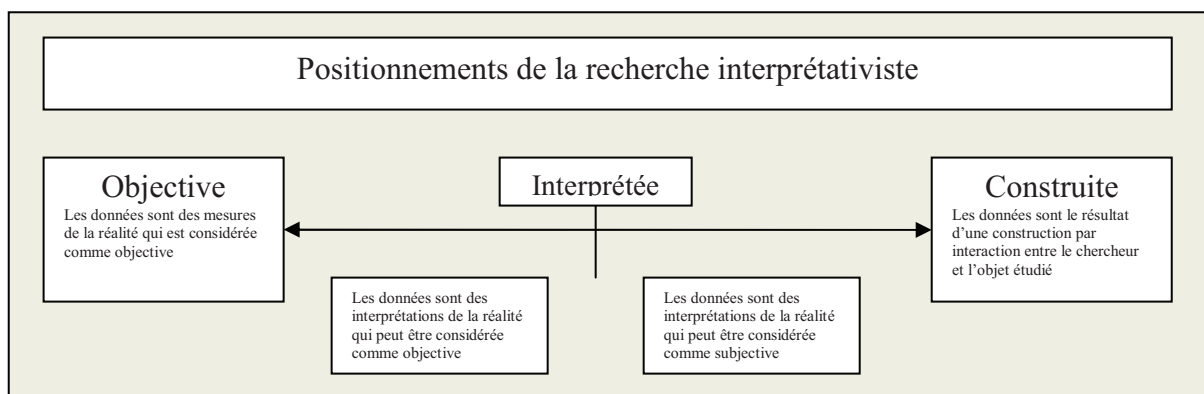 Positionnements de la recherche interprétativiste
Objective
Les données sont des mesures
de la réalité qui est considérée
comme objective
Interprétée
Construite
Les données sont le résultat
d'une construction par
interaction entre le chercheur
et l'objet étudié
Les données sont des
interprétations de la réalité
qui peut être considérée
comme objective
Les données sont des
interprétations de la réalité
qui peut être considérée
comme subjective